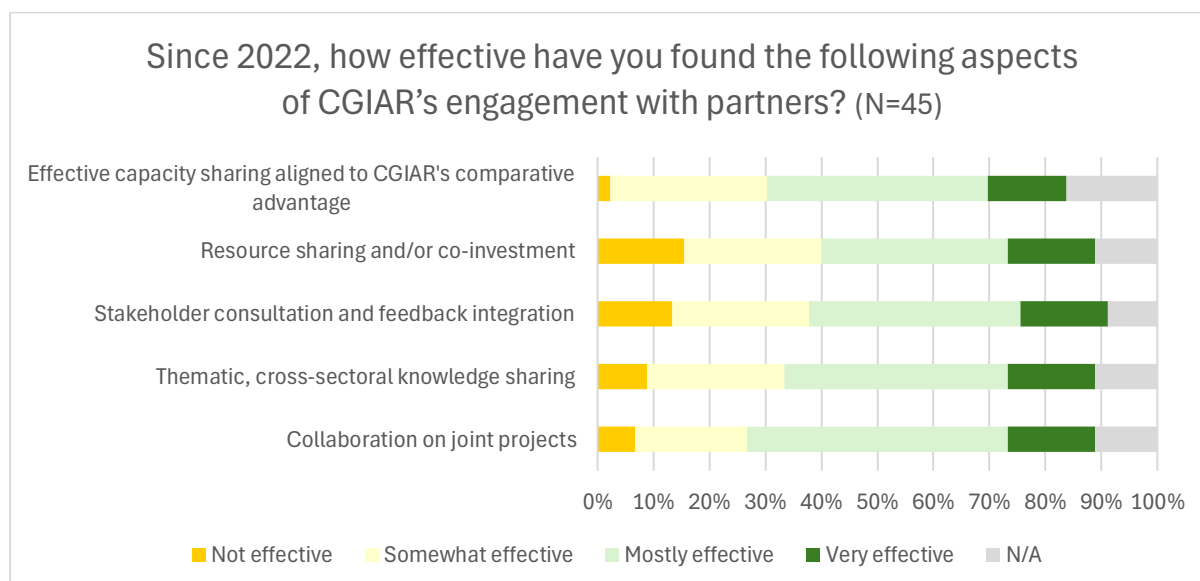 Since 2022, how effective have you found the following aspects
of CGIAR’s engagement with partners? (N=45)
Effective capacity sharing aligned to CGIAR's comparative
advantage
Resource sharing and/or co-investment
Stakeholder consultation and feedback integration
Thematic, cross-sectoral knowledge sharing
Collaboration on joint projects
0% 10% 20% 30% 40% 50% 60% 70% 80% 90% 100%
Not effective Somewhat effective Mostly effective Very effective N/A